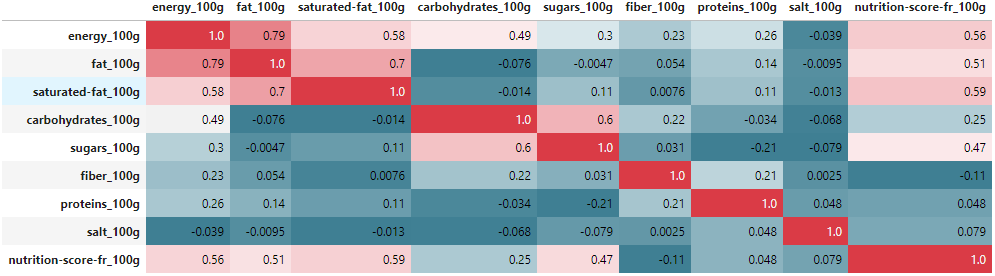 energy_100g fat_100g saturated-fat_100g carbohydrates_100g sugars_100g fiber_100g proteins_100g salt_100g nutrition-score-fr_100g
energy_100g 1.0 0.79 0.58 0.49 0.3 0.23 0.26 -0.039 0.56
fat_100g 0.79 1.0 0.7 -0.076 -0.0047 0.054 0.14 -0.0095 0.51
saturated-fat_100g 0.58 0.7 1.0 -0.014 0.11 0.0076 0.11 -0.013 0.59
carbohydrates_100g 0.49 -0.076 -0.014 1.0 0.6 0.22 -0.034 -0.068 0.25
sugars_100g 0.3 -0.0047 0.11 0.6 1.0 0.031 -0.21 -0.079 0.47
fiber_100g 0.23 0.054 0.0076 0.22 0.031 1.0 0.21 0.0025 -0.11
proteins_100g 0.26 0.14 0.11 -0.034 -0.21 0.21 1.0 0.048 0.048
salt_100g -0.039 -0.0095 -0.013 -0.068 -0.079 0.0025 0.048 1.0 0.079
nutrition-score-fr_100g 0.56 0.51 0.59 0.25 0.47 -0.11 0.048 0.079 1.0